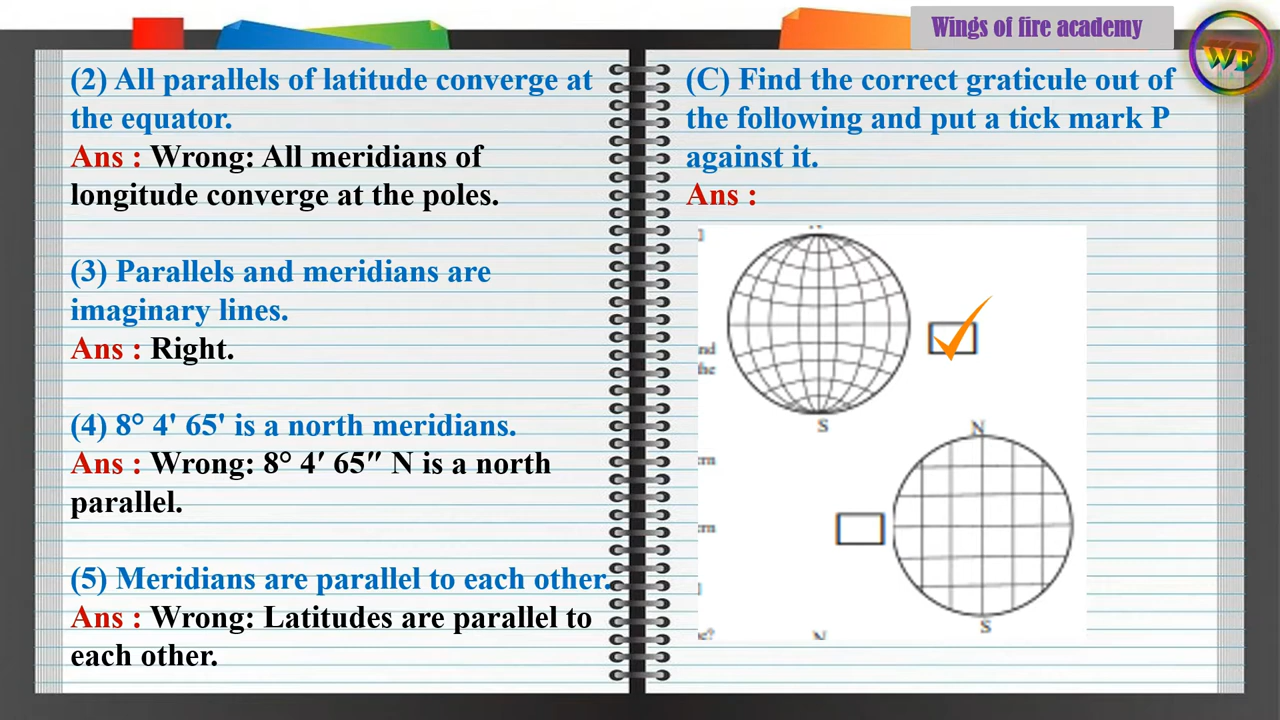 Wings of fire academy
WF
(2) All parallels of latitude converge at
the equator.
Ans : Wrong: All meridians of
longitude converge at the poles.
(3) Parallels and meridians are
imaginary lines.
Ans : Right.
(4) 8° 4' 65' is a north meridians.
Ans : Wrong: 8° 4′ 65″ N is a north
parallel.
(5) Meridians are parallel to each other.
Ans : Wrong: Latitudes are parallel to
each other.
(C) Find the correct graticule out of
the following and put a tick mark P
against it.
Ans :
S
N
S
N